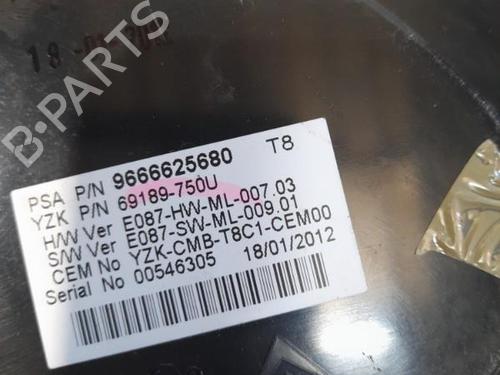 B-PARTS
PSA P/N 9666625680 T8
YZK P/N 69189-750U
H/W Ver E087-HW-ML-007.03
S/W Ver E087-SW-ML-009.01
CEM No YZK-CMB-T8C1-CEM00
Serial No 00546305 18/01/2012